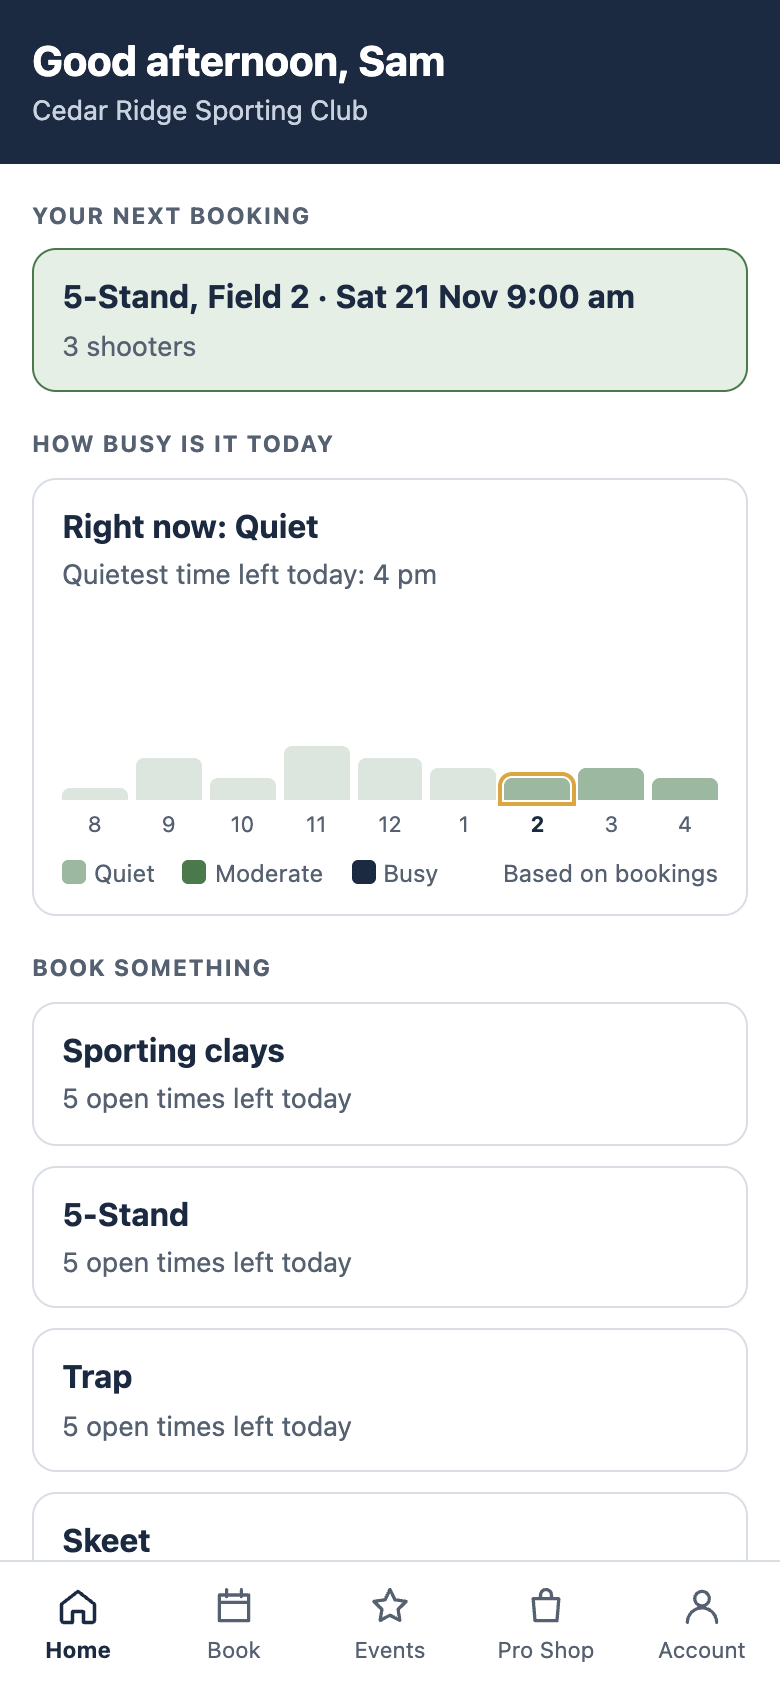 Good afternoon, Sam
Cedar Ridge Sporting Club
YOUR NEXT BOOKING
5-Stand, Field 2 · Sat 21 Nov 9:00 am
3 shooters
HOW BUSY IS IT TODAY
Right now: Quiet
Quietest time left today: 4 pm
8 9 10 11 12 1 2 3 4
Quiet Moderate Busy Based on bookings
BOOK SOMETHING
Sporting clays
5 open times left today
5-Stand
5 open times left today
Trap
5 open times left today
Skeet
Home Book Events Pro Shop Account